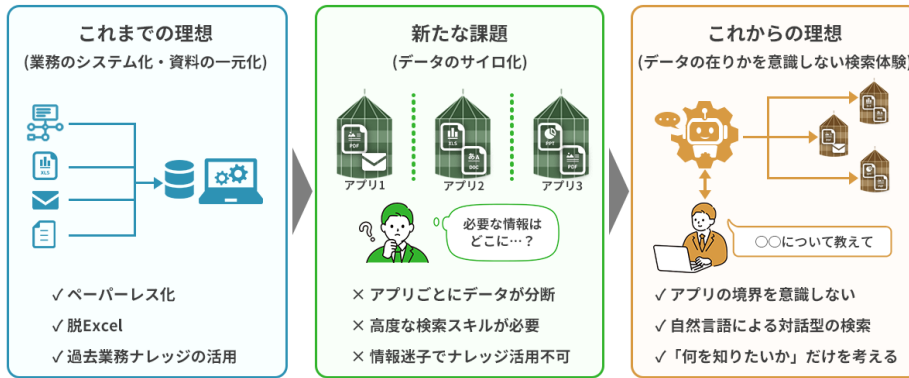 これまでの理想
(業務のシステム化・資料の一元化)
XLS
✓ ペーパーレス化
✓ 脱Excel
✓ 過去業務ナレッジの活用
新たな課題
(データのサイロ化)
PDF
XLS
DOC
PPT
PDF
アプリ1
アプリ2
アプリ3
必要な情報は
どこに…？
× アプリごとにデータが分断
× 高度な検索スキルが必要
× 情報迷子でナレッジ活用不可
これからの理想
(データの在りかを意識しない検索体験)
〇〇について教えて
✓ アプリの境界を意識しない
✓ 自然言語による対話型の検索
✓ 「何を知りたいか」だけを考える